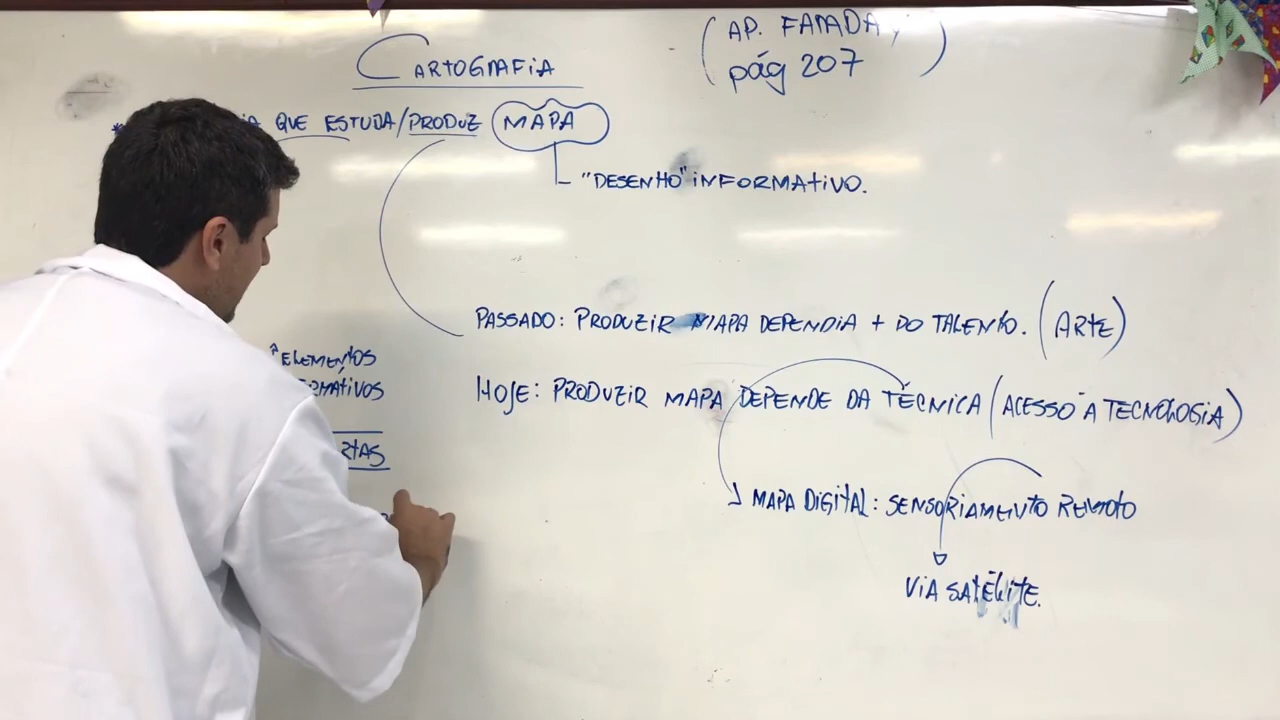 CARTOGRAFIA
(AP. FAIADA,
pág 207)
QUE ESTUDA/PRODUZ MAPA
"DESENHO" INFORMATIVO.
PASSADO: PRODUZIR MAPA DEPENDIA + DO TALENTO. (ARTE)
ELEMENTOS
HOJE: PRODUZIR MAPA DEPENDE DA TÉCNICA (ACESSO A TECNOLOGIA)
MAPA DIGITAL: SENSORIAMENTO REMOTO
VIA SATÉLITE.